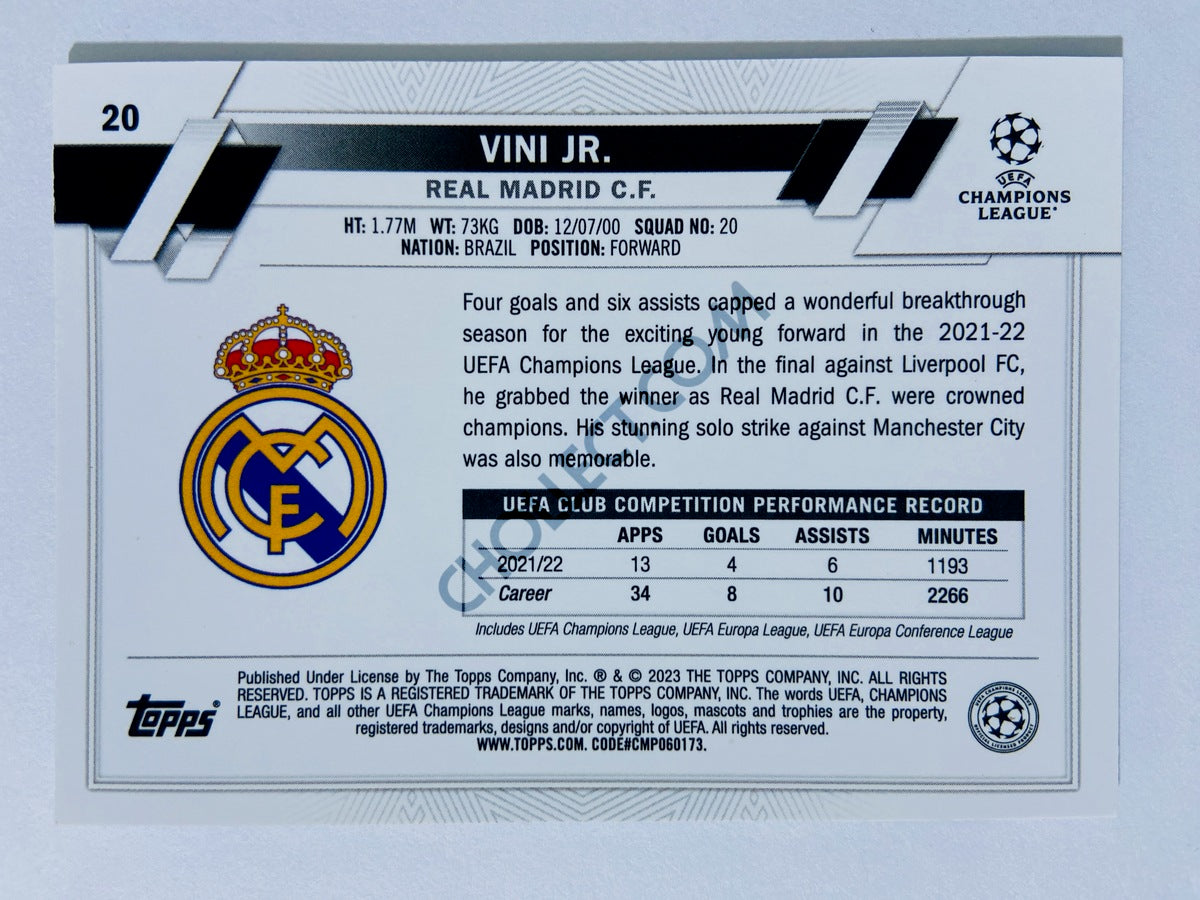 20
VINI JR.
REAL MADRID C.F.
UEFA
CHAMPIONS
LEAGUE®
HT: 1.77M WT: 73KG DOB: 12/07/00 SQUAD NO: 20
NATION: BRAZIL POSITION: FORWARD
Four goals and six assists capped a wonderful breakthrough
season for the exciting young forward in the 2021-22
UEFA Champions League. In the final against Liverpool FC,
he grabbed the winner as Real Madrid C.F. were crowned
champions. His stunning solo strike against Manchester City
was also memorable.
CHOLECT.COM
UEFA CLUB COMPETITION PERFORMANCE RECORD
APPS GOALS ASSISTS MINUTES
2021/22 13 4 6 1193
Career 34 8 10 2266
Includes UEFA Champions League, UEFA Europa League, UEFA Europa Conference League
Published Under License by The Topps Company, Inc. ® & © 2023 THE TOPPS COMPANY, INC. ALL RIGHTS
RESERVED. TOPPS IS A REGISTERED TRADEMARK OF THE TOPPS COMPANY, INC. The words UEFA, CHAMPIONS
LEAGUE, and all other UEFA Champions League marks, names, logos, mascots and trophies are the property,
registered trademarks, designs and/or copyright of UEFA. All rights reserved.
WWW.TOPPS.COM. CODE#CMP060173.
topps®